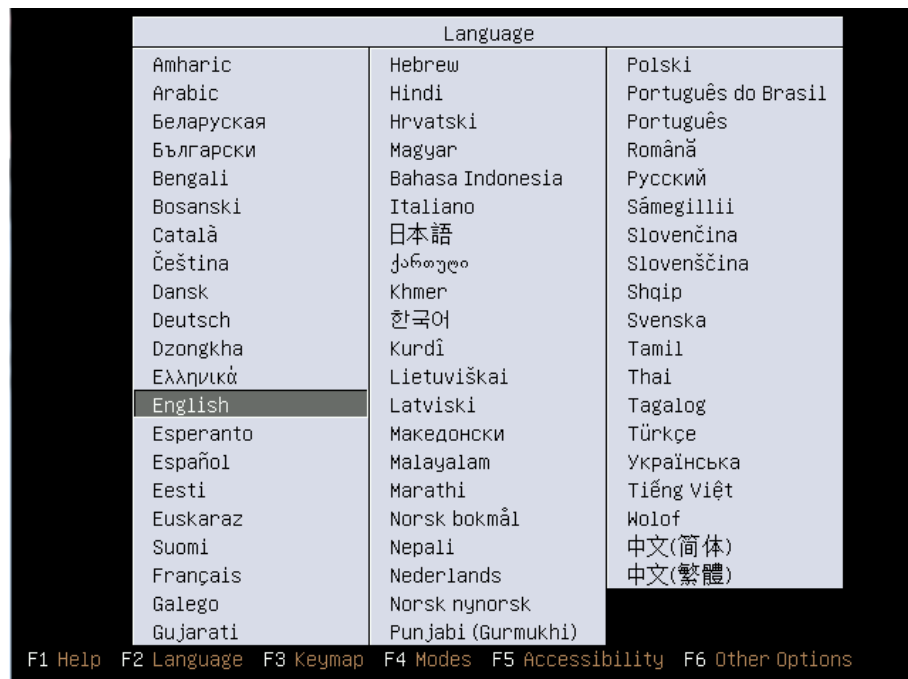 Language
Amharic
Arabic
Беларуская
Български
Bengali
Bosanski
Català
Čeština
Dansk
Deutsch
Dzongkha
Ελληνικά
English
Esperanto
Español
Eesti
Euskaraz
Suomi
Français
Galego
Gujarati
Hebrew
Hindi
Hrvatski
Magyar
Bahasa Indonesia
Italiano
日本語
ქართული
Khmer
한국어
Kurdî
Lietuviškai
Latviski
Македонски
Malayalam
Marathi
Norsk bokmål
Nepali
Nederlands
Norsk nynorsk
Punjabi (Gurmukhi)
Polski
Português do Brasil
Português
Română
Русский
Sámegillii
Slovenčina
Slovenščina
Shqip
Svenska
Tamil
Thai
Tagalog
Türkçe
Українська
Tiếng Việt
Wolof
中文(简体)
中文(繁體)
F1 Help F2 Language F3 Keymap F4 Modes F5 Accessibility F6 Other Options